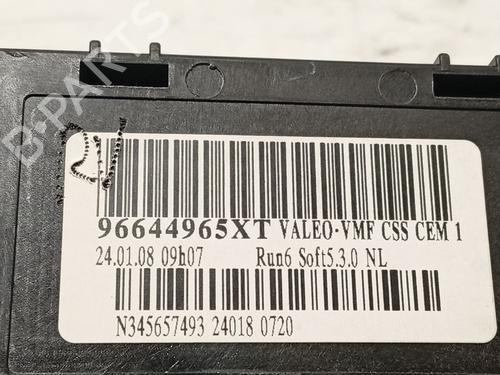 96644965XT VALEO-VMF CSS CEM 1
24.01.08 09h07 Run6 Soft5.3.0 NL
N345657493 24018 0720
B-PARTS